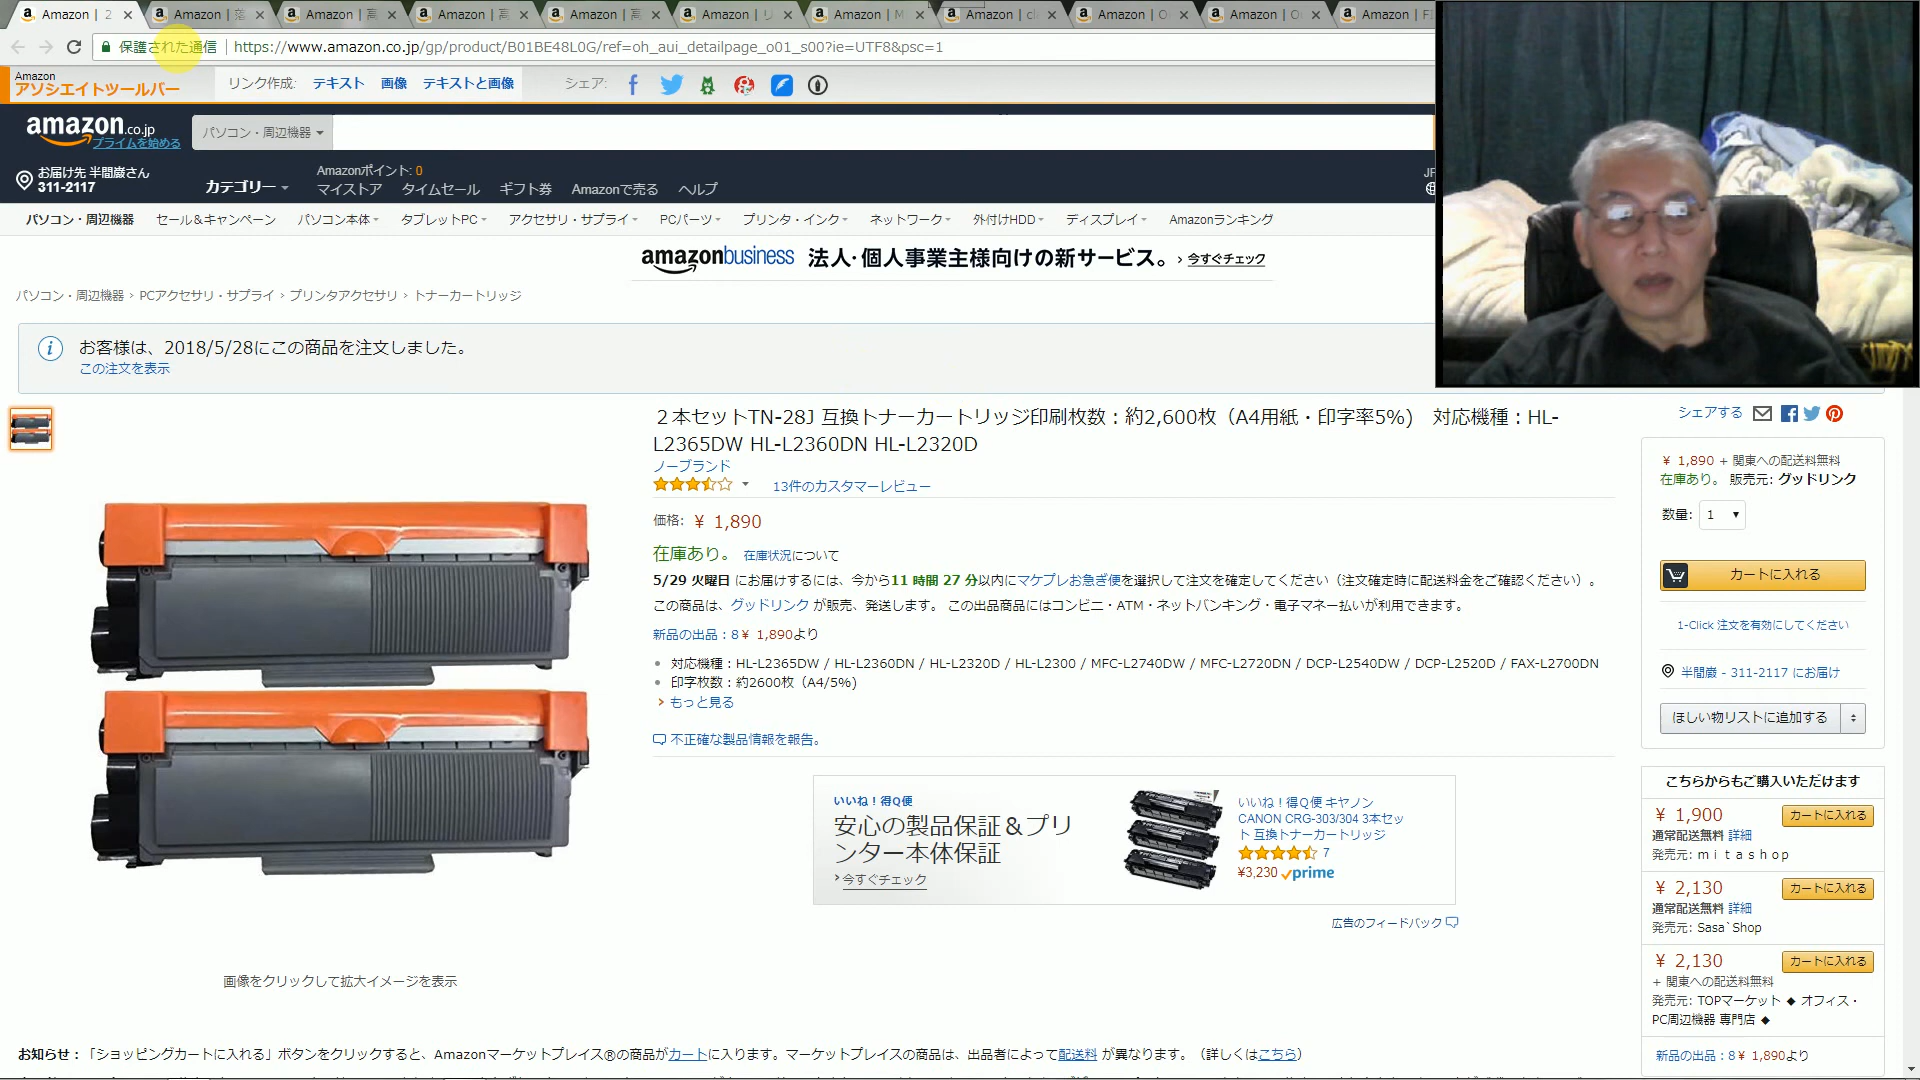 Amazon | 2
Amazon | 落
Amazon | 高
Amazon | 高
Amazon | 高
Amazon | リ
Amazon | M
Amazon | cl
Amazon | O
Amazon | O
Amazon | F
保護された通信
https://www.amazon.co.jp/gp/product/B01BE48L0G/ref=oh_aui_detailpage_o01_s00?ie=UTF8&psc=1
Amazon
アソシエイトツールバー
リンク作成: テキスト 画像 テキストと画像
シェア:
amazon.co.jp
プライムを始める
パソコン・周辺機器
お届け先 半間巌さん
311-2117
カテゴリー
Amazonポイント: 0
マイストア タイムセール ギフト券 Amazonで売る ヘルプ
パソコン・周辺機器 セール＆キャンペーン パソコン本体 タブレットPC アクセサリ・サプライ PCパーツ プリンタ・インク ネットワーク 外付けHDD ディスプレイ Amazonランキング
amazonbusiness 法人・個人事業主様向けの新サービス。 › 今すぐチェック
パソコン・周辺機器 › PCアクセサリ・サプライ › プリンタアクセサリ › トナーカートリッジ
お客様は、2018/5/28にこの商品を注文しました。
この注文を表示
２本セットTN-28J 互換トナーカートリッジ印刷枚数：約2,600枚（A4用紙・印字率5%） 対応機種：HL-
L2365DW HL-L2360DN HL-L2320D
ノーブランド
13件のカスタマーレビュー
価格: ￥ 1,890
在庫あり。 在庫状況について
5/29 火曜日 にお届けするには、今から11 時間 27 分以内にマケプレお急ぎ便を選択して注文を確定してください（注文確定時に配送料金をご確認ください）。
この商品は、グッドリンク が販売、発送します。 この出品商品にはコンビニ・ATM・ネットバンキング・電子マネー払いが利用できます。
新品の出品：8￥ 1,890より
対応機種：HL-L2365DW / HL-L2360DN / HL-L2320D / HL-L2300 / MFC-L2740DW / MFC-L2720DN / DCP-L2540DW / DCP-L2520D / FAX-L2700DN
印字枚数：約2600枚（A4/5%）
› もっと見る
不正確な製品情報を報告。
いいね！得Q便
安心の製品保証＆プリ
ンター本体保証
›今すぐチェック
いいね！得Ｑ便 キヤノン
CANON CRG-303/304 3本セッ
ト 互換トナーカートリッジ
7
¥3,230 prime
広告のフィードバック
画像をクリックして拡大イメージを表示
シェアする
￥ 1,890 + 関東への配送料無料
在庫あり。 販売元: グッドリンク
数量: 1
カートに入れる
1-Click 注文を有効にしてください
半間巌 - 311-2117 にお届け
ほしい物リストに追加する
こちらからもご購入いただけます
￥ 1,900 カートに入れる
通常配送無料 詳細
発売元: ｍｉｔａｓｈｏｐ
￥ 2,130 カートに入れる
通常配送無料 詳細
発売元: Sasa`Shop
￥ 2,130 カートに入れる
+ 関東への配送料無料
発売元: TOPマーケット ◆ オフィス・
PC周辺機器 専門店 ◆
新品の出品：8￥ 1,890より
お知らせ：「ショッピングカートに入れる」ボタンをクリックすると、Amazonマーケットプレイス®の商品がカートに入ります。マーケットプレイスの商品は、出品者によって配送料 が異なります。（詳しくはこちら）